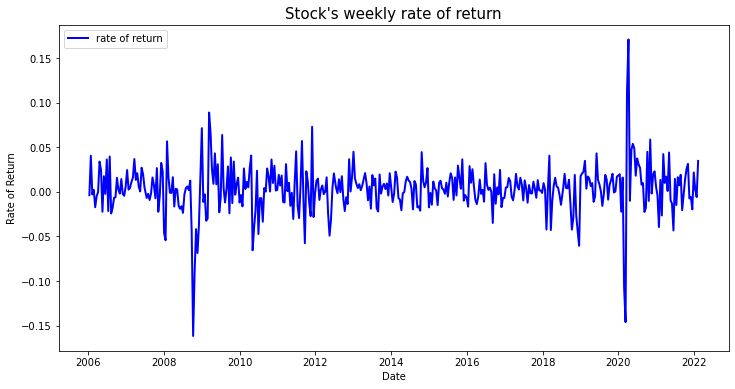 Stock's weekly rate of return
rate of return
0.15
0.10
0.05
0.00
−0.05
−0.10
−0.15
Rate of Return
2006 2008 2010 2012 2014 2016 2018 2020 2022
Date